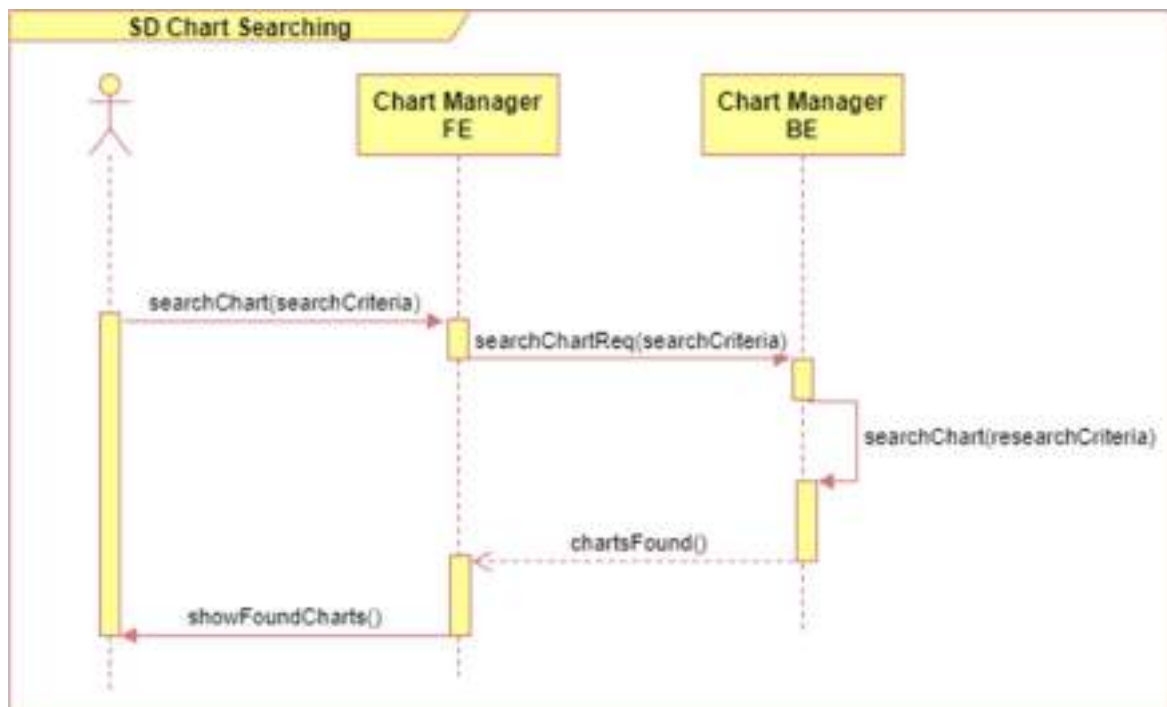 SD Chart Searching
Chart Manager
FE
Chart Manager
BE
searchChart(searchCriteria)
searchChartReq(searchCriteria)
searchChart(researchCriteria)
chartsFound()
showFoundCharts()